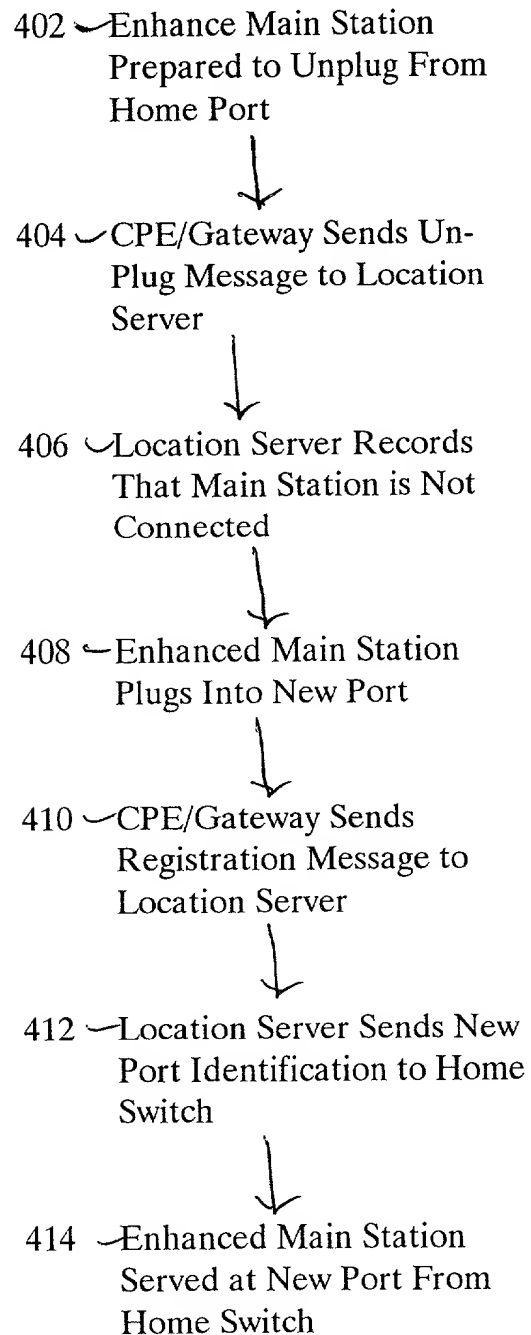 402 Enhance Main Station
Prepared to Unplug From
Home Port
404 CPE/Gateway Sends Un-
Plug Message to Location
Server
406 Location Server Records
That Main Station is Not
Connected
408 Enhanced Main Station
Plugs Into New Port
410 CPE/Gateway Sends
Registration Message to
Location Server
412 Location Server Sends New
Port Identification to Home
Switch
414 Enhanced Main Station
Served at New Port From
Home Switch